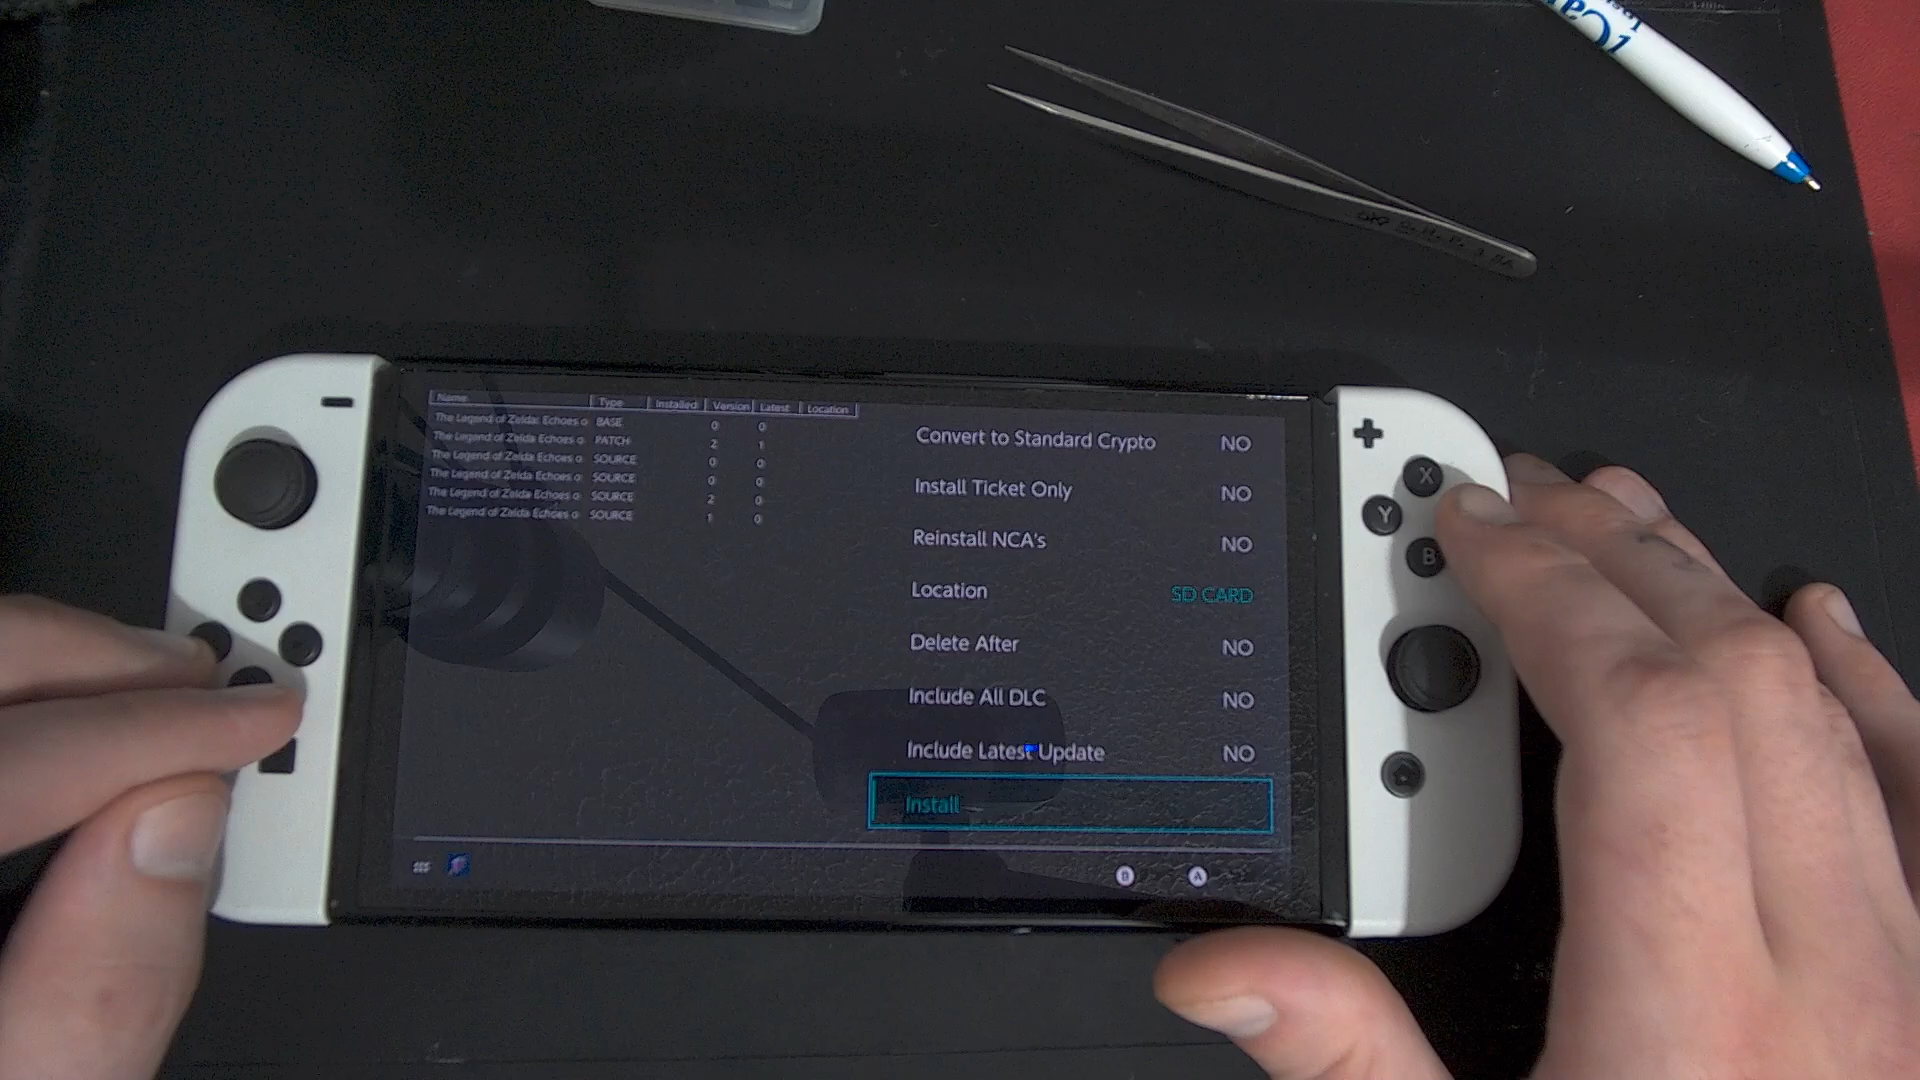 Name Type Installed Version Latest Location
The Legend of Zelda: Echoes o BASE 0 0
The Legend of Zelda Echoes o PATCH 2 1
The Legend of Zelda Echoes o SOURCE 0 0
The Legend of Zelda Echoes o SOURCE 0 0
The Legend of Zelda Echoes o SOURCE 2 0
The Legend of Zelda Echoes o SOURCE 1 0
Convert to Standard Crypto NO
Install Ticket Only NO
Reinstall NCA's NO
Location SD CARD
Delete After NO
Include All DLC NO
Include Latest Update NO
Install
B A
X
Y
B